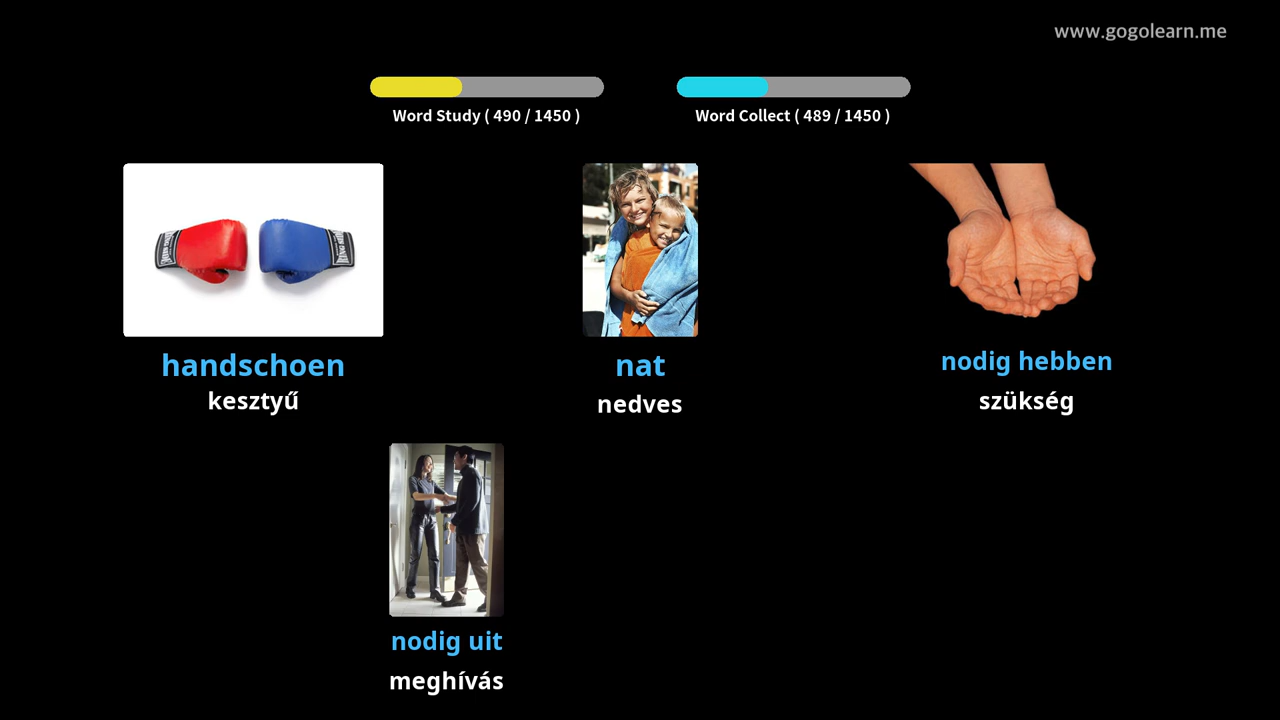 www.gogolearn.me
Word Study ( 490 / 1450 )
Word Collect ( 489 / 1450 )
handschoen
kesztyű
nat
nedves
nodig hebben
szükség
nodig uit
meghívás